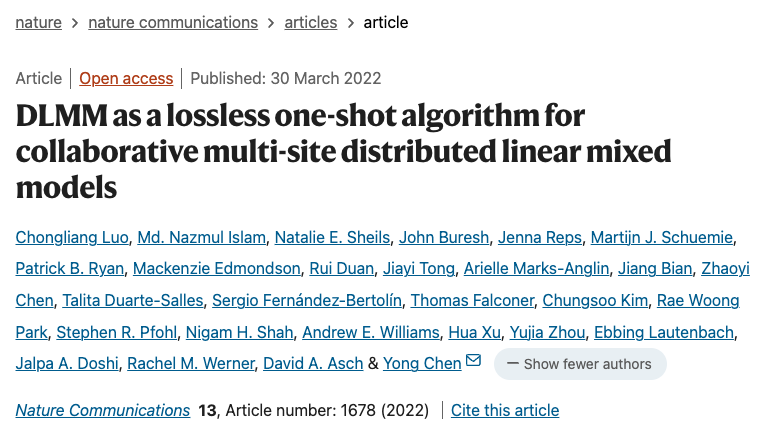 nature > nature communications > articles > article
Article | Open access | Published: 30 March 2022
DLMM as a lossless one-shot algorithm for
collaborative multi-site distributed linear mixed
models
Chongliang Luo, Md. Nazmul Islam, Natalie E. Sheils, John Buresh, Jenna Reps, Martijn J. Schuemie,
Patrick B. Ryan, Mackenzie Edmondson, Rui Duan, Jiayi Tong, Arielle Marks-Anglin, Jiang Bian, Zhaoyi
Chen, Talita Duarte-Salles, Sergio Fernández-Bertolín, Thomas Falconer, Chungsoo Kim, Rae Woong
Park, Stephen R. Pfohl, Nigam H. Shah, Andrew E. Williams, Hua Xu, Yujia Zhou, Ebbing Lautenbach,
Jalpa A. Doshi, Rachel M. Werner, David A. Asch & Yong Chen — Show fewer authors
Nature Communications 13, Article number: 1678 (2022) | Cite this article